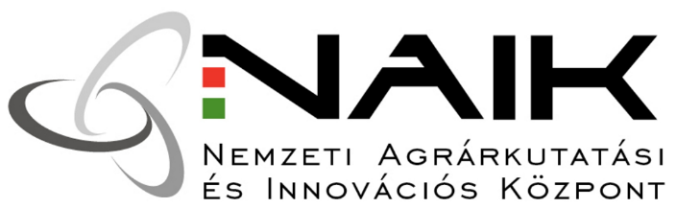 NAIK
NEMZETI AGRÁRKUTATÁSI
ÉS INNOVÁCIÓS KÖZPONT